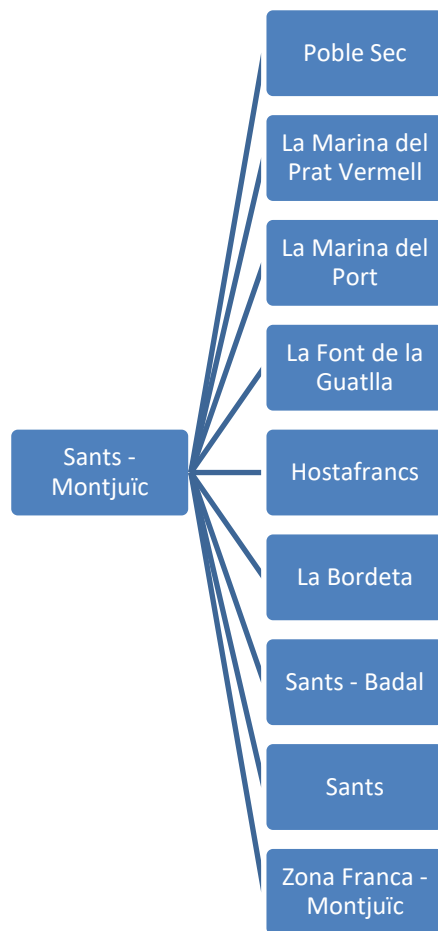 Poble Sec
La Marina del
Prat Vermell
La Marina del
Port
La Font de la
Guatlla
Sants -
Montjuïc
Hostafrancs
La Bordeta
Sants - Badal
Sants
Zona Franca -
Montjuïc